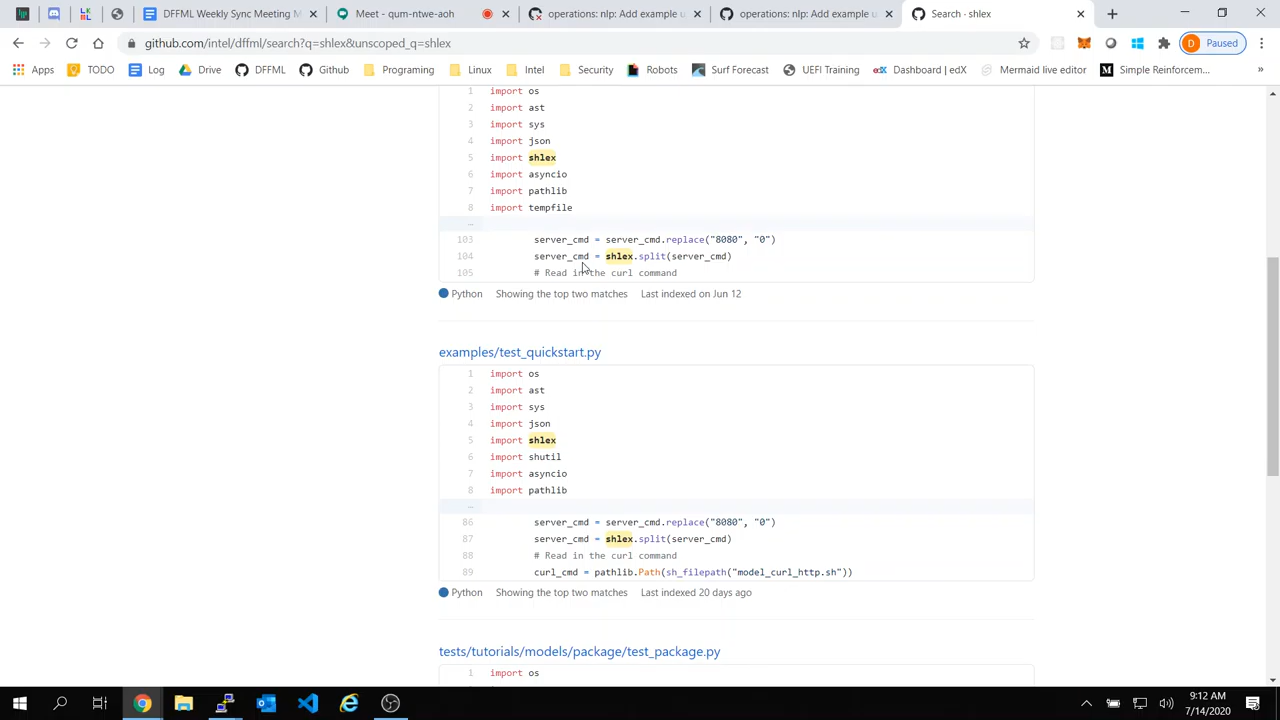 DFFML Weekly Sync Meeting M
Meet - qum-ntwe-ao
operations: nlp: Add example u
operations: nlp: Add example u
Search · shlex
github.com/intel/dffml/search?q=shlex&unscoped_q=shlex
D Paused
Apps
TODO
Log
Drive
DFFML
Github
Programing
Linux
Intel
Security
Robots
Surf Forecast
UEFI Training
edX Dashboard | edX
Mermaid live editor
M Simple Reinforcem...
»
1 import os
2 import ast
3 import sys
4 import json
5 import shlex
6 import asyncio
7 import pathlib
8 import tempfile
…
103 server_cmd = server_cmd.replace("8080", "0")
104 server_cmd = shlex.split(server_cmd)
105 # Read in the curl command
Python Showing the top two matches Last indexed on Jun 12
examples/test_quickstart.py
1 import os
2 import ast
3 import sys
4 import json
5 import shlex
6 import shutil
7 import asyncio
8 import pathlib
…
86 server_cmd = server_cmd.replace("8080", "0")
87 server_cmd = shlex.split(server_cmd)
88 # Read in the curl command
89 curl_cmd = pathlib.Path(sh_filepath("model_curl_http.sh"))
Python Showing the top two matches Last indexed 20 days ago
tests/tutorials/models/package/test_package.py
1 import os
9:12 AM
7/14/2020